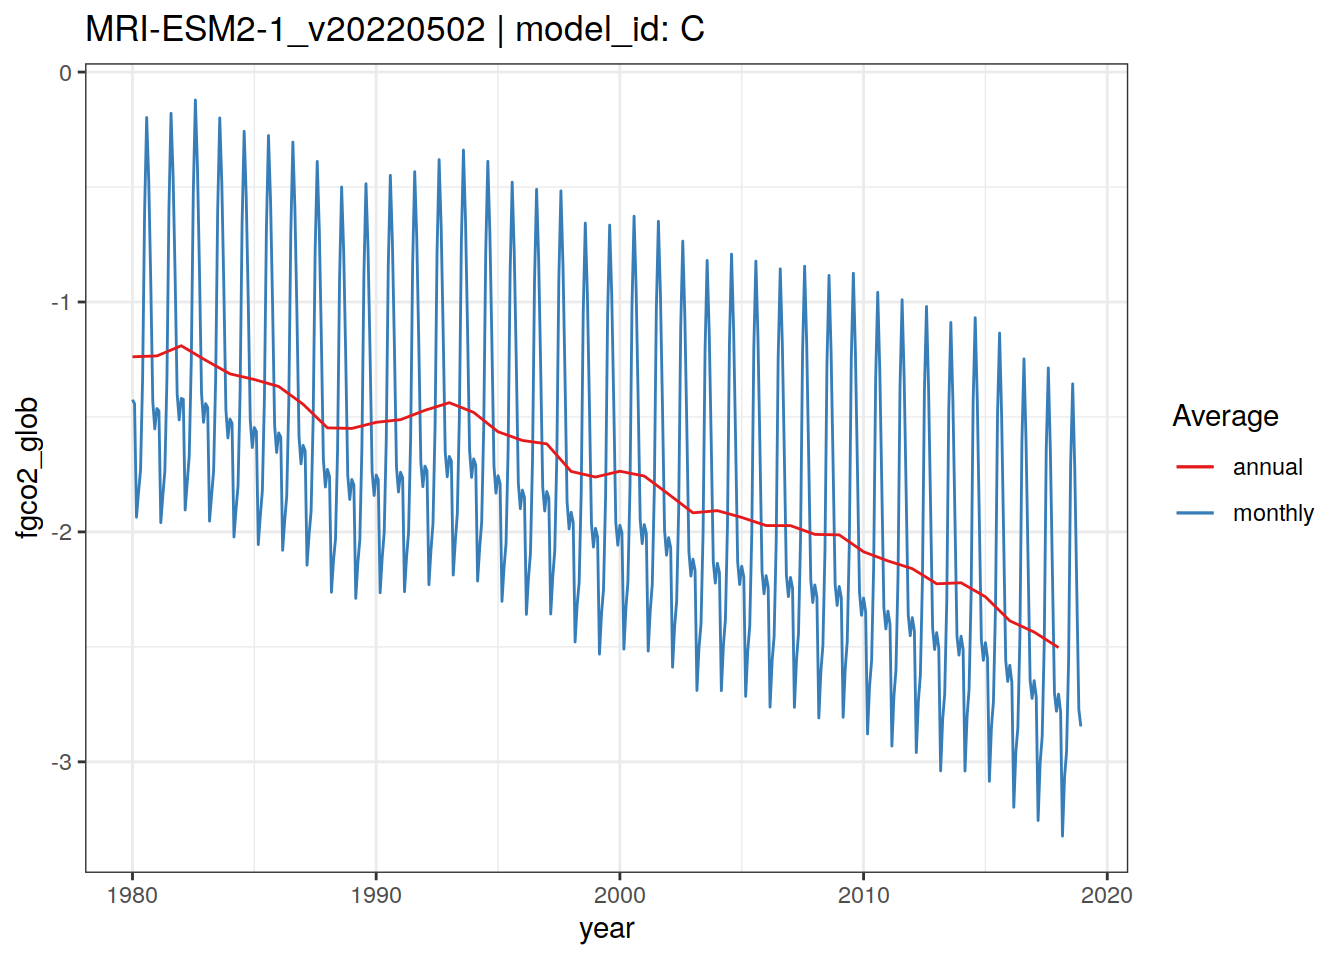 MRI-ESM2-1_v20220502 | model_id: C
0
-1
-2
-3
fgco2_glob
1980
1990
2000
2010
2020
year
Average
annual
monthly